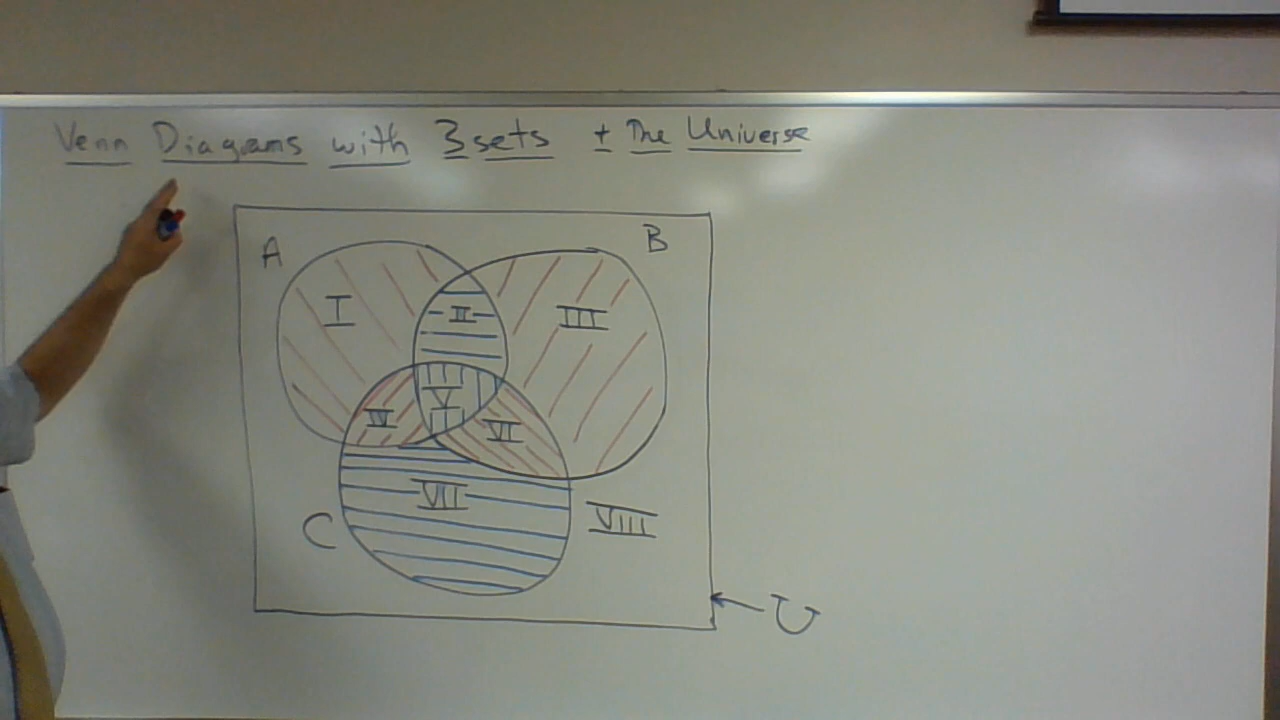 Venn Diagrams with 3 sets + The Universe
A
B
I
II
III
IV
V
VI
VII
C
VIII
U